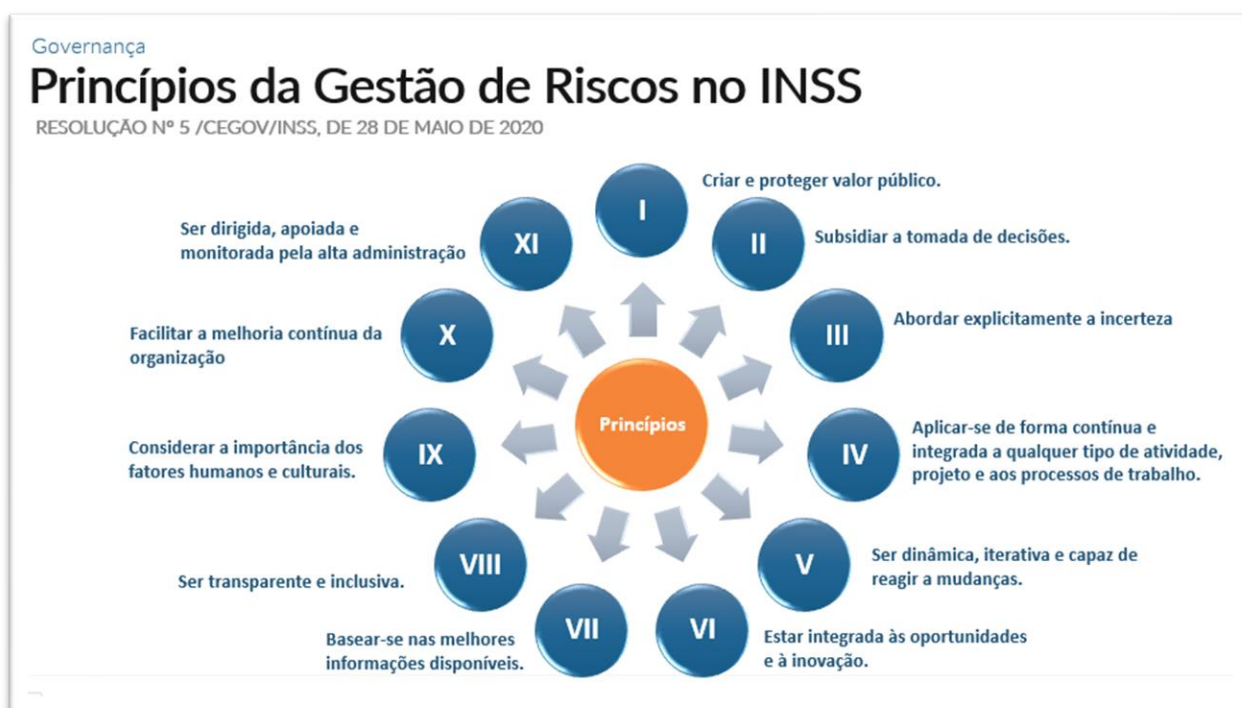 Governança
Princípios da Gestão de Riscos no INSS
RESOLUÇÃO Nº 5 /CEGOV/INSS, DE 28 DE MAIO DE 2020
I
Criar e proteger valor público.
II
Subsidiar a tomada de decisões.
III
Abordar explicitamente a incerteza
IV
Aplicar-se de forma contínua e
integrada a qualquer tipo de atividade,
projeto e aos processos de trabalho.
V
Ser dinâmica, iterativa e capaz de
reagir a mudanças.
VI
Estar integrada às oportunidades
e à inovação.
VII
Basear-se nas melhores
informações disponíveis.
VIII
Ser transparente e inclusiva.
IX
Considerar a importância dos
fatores humanos e culturais.
X
Facilitar a melhoria contínua da
organização
XI
Ser dirigida, apoiada e
monitorada pela alta administração
Princípios